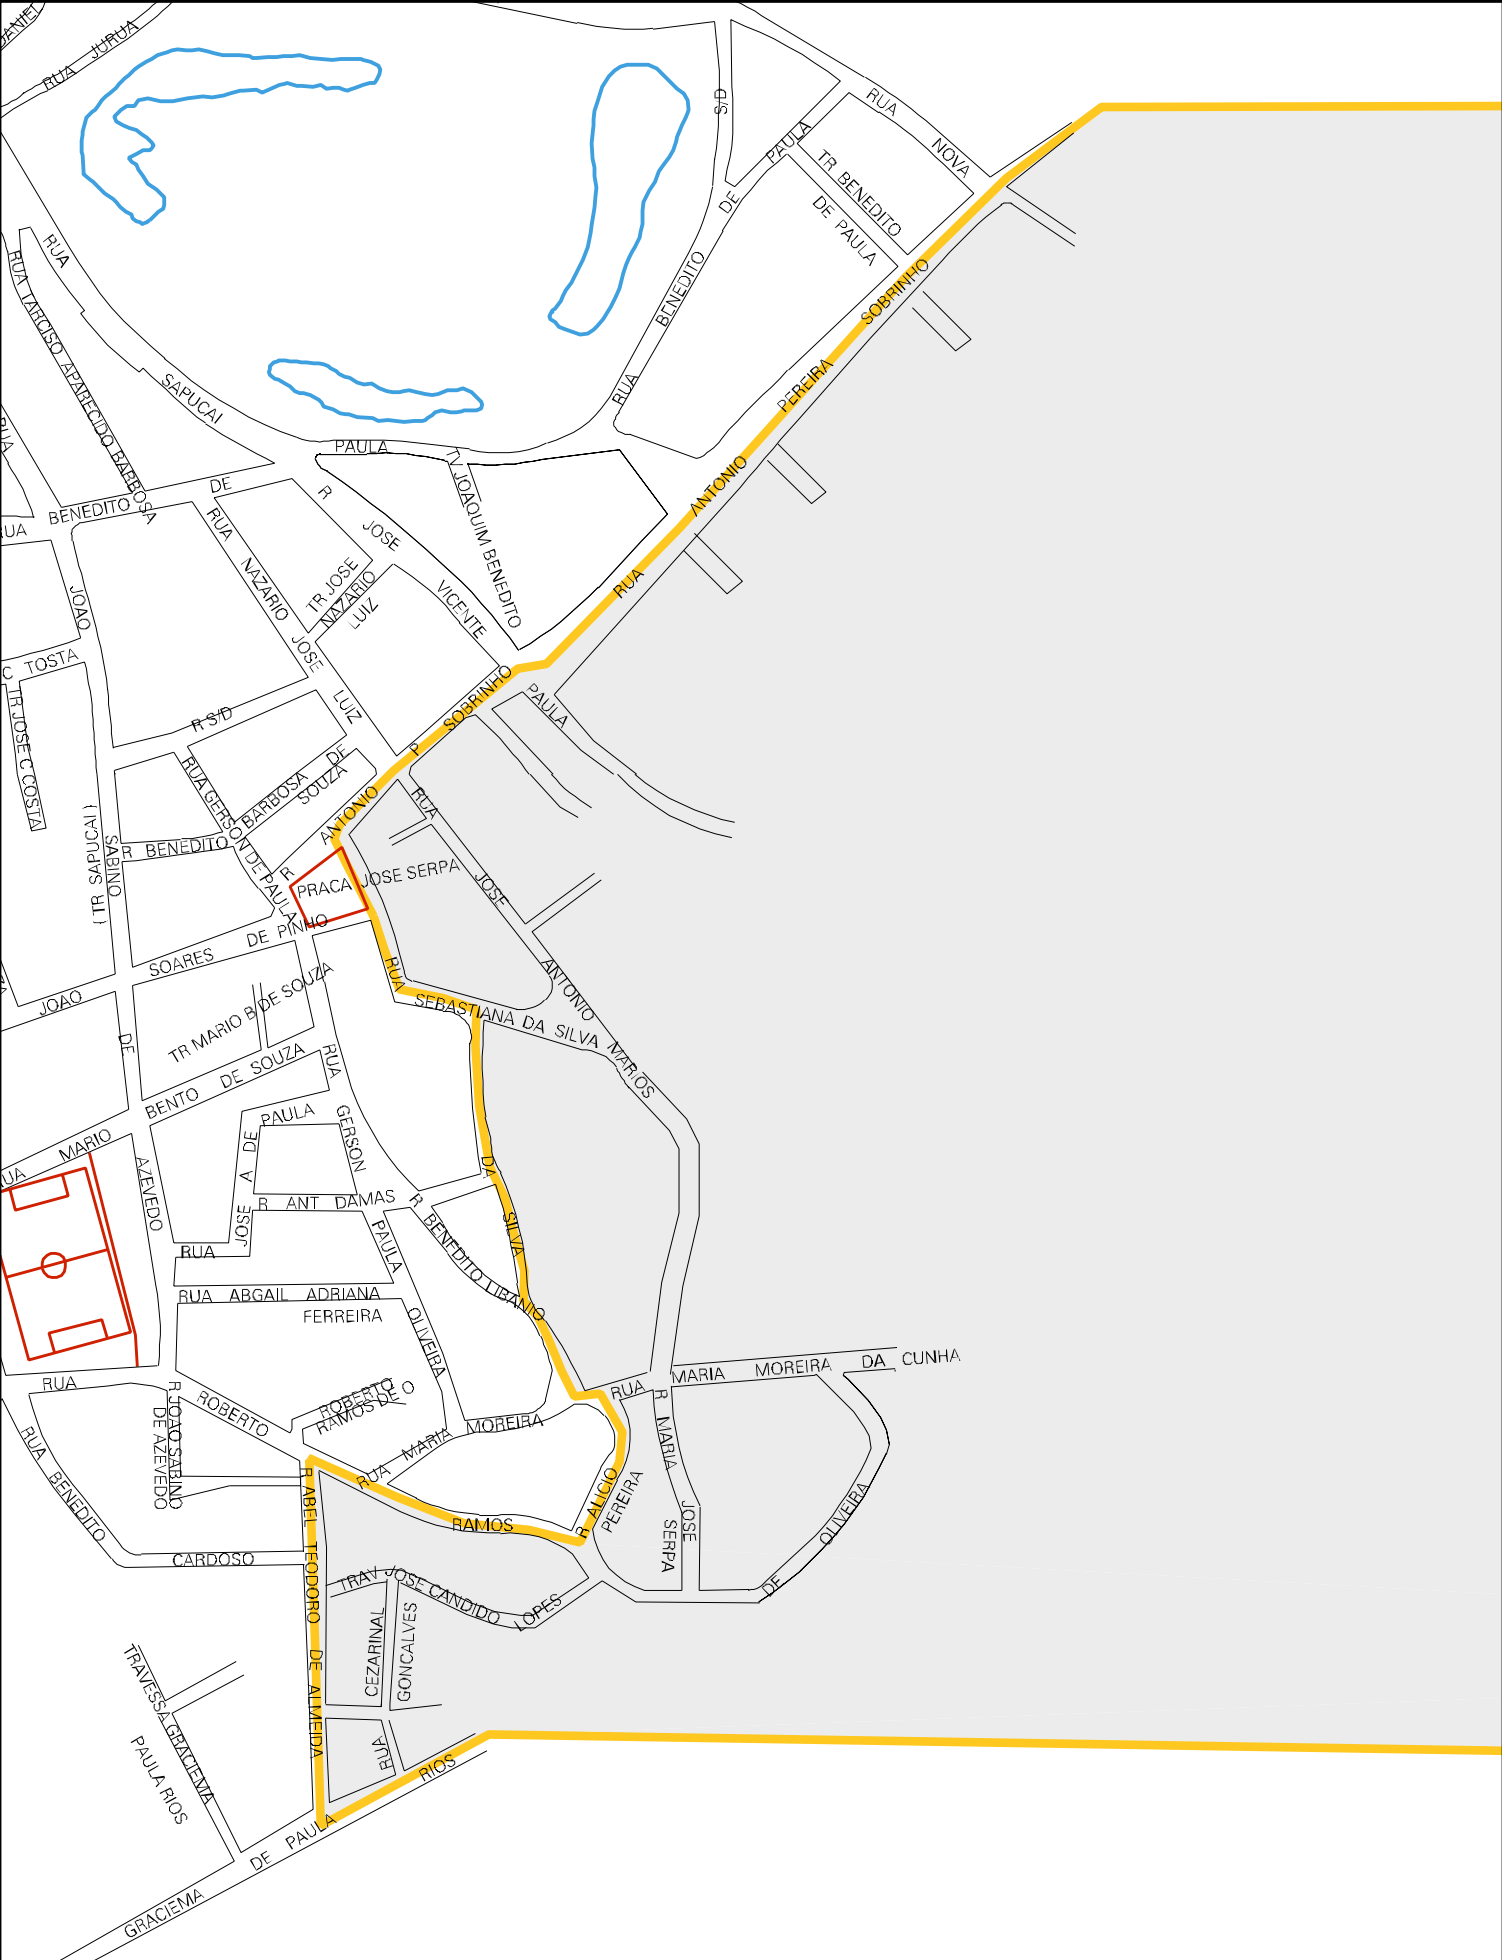 RUA JURUA
S/D
RUA NOVA
RUA BENEDITO DE PAULA
TR BENEDITO
DE PAULA
RUA SAPUCAI
RUA TARCISO APARECIDO BARBOSA
RUA
RUA BENEDITO DE PAULA
TV JOAQUIM BENEDITO
RUA ANTONIO PEREIRA SOBRINHO
R JOSE VICENTE
RUA NAZARIO JOSE LUIZ
TR JOSE
NAZARIO
LUIZ
JOAO
C TOSTA
TR JOSE C COSTA
R S/D
PAULA
R ANTONIO P SOBRINHO
RUA GERSON DE PAULA
R BENEDITO BARBOSA DE
SOUZA
( TR SAPUCAI )
SABINO
PRACA JOSE SERPA
RUA JOSE ANTONIO MARIOS
JOAO SOARES DE PINHO
RUA SEBASTIANA DA SILVA
TR MARIO B DE SOUZA
DE
RUA MARIO BENTO DE SOUZA
RUA GERSON
PAULA
OLIVEIRA
AZEVEDO
RUA JOSE A DE PAULA
R ANT DAMAS
R BENEDITO LIBANIO
DA SILVA
RUA ABGAIL ADRIANA
FERREIRA
RUA ROBERTO RAMOS
ROBERTO
RAMOS DE O
R JOAO SABINO
DE AZEVEDO
RUA MARIA MOREIRA
RUA MARIA MOREIRA DA CUNHA
R MARIA JOSE
SERPA
R ALICIO
PEREIRA
DE OLIVEIRA
RUA BENEDITO CARDOSO
R ABEL TEODORO DE ALMEIDA
TRAV JOSE CANDIDO LOPES
RUA CEZARINAL
GONCALVES
TRAVESSA GRACIEMA
PAULA RIOS
GRACIEMA DE PAULA RIOS